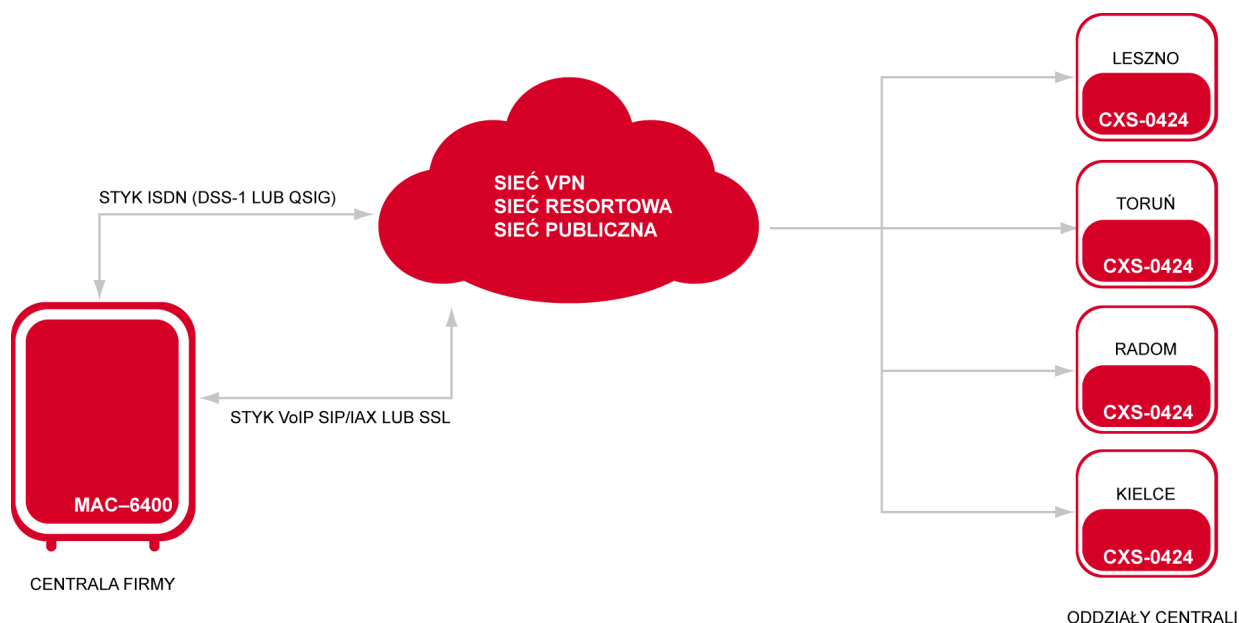 STYK ISDN (DSS-1 LUB QSIG)
MAC–6400
CENTRALA FIRMY
STYK VoIP SIP/IAX LUB SSL
SIEĆ VPN
SIEĆ RESORTOWA
SIEĆ PUBLICZNA
LESZNO
CXS-0424
TORUŃ
CXS-0424
RADOM
CXS-0424
KIELCE
CXS-0424
ODDZIAŁY CENTRALI